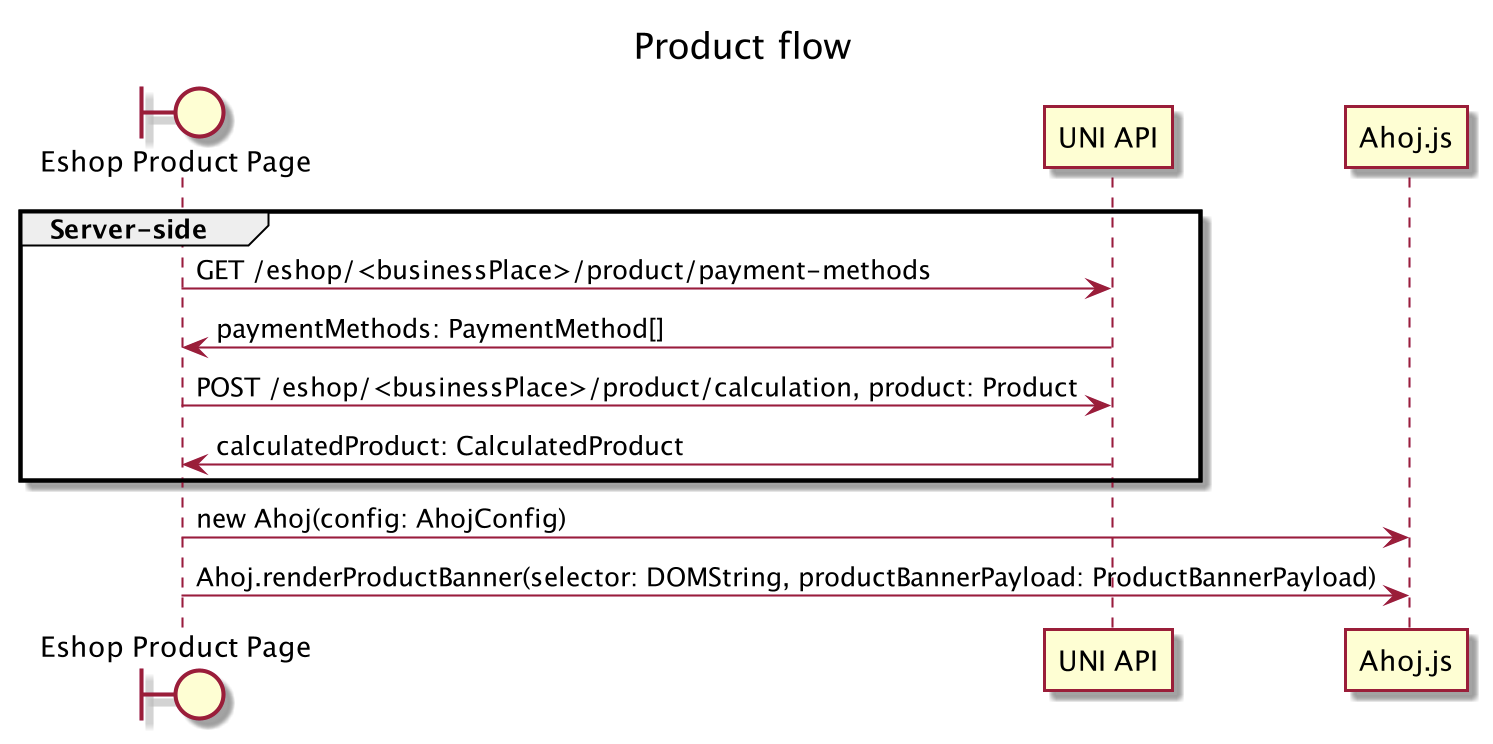 Product flow
Eshop Product Page
UNI API
Ahoj.js
Server-side
GET /eshop/<businessPlace>/product/payment-methods
paymentMethods: PaymentMethod[]
POST /eshop/<businessPlace>/product/calculation, product: Product
calculatedProduct: CalculatedProduct
new Ahoj(config: AhojConfig)
Ahoj.renderProductBanner(selector: DOMString, productBannerPayload: ProductBannerPayload)
Eshop Product Page
UNI API
Ahoj.js